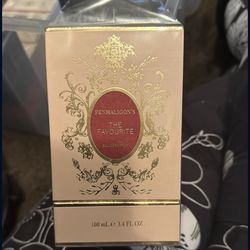 PENHALIGON'S
THE
FAVOURITE
100 mL ℮ 3.4 FL. OZ